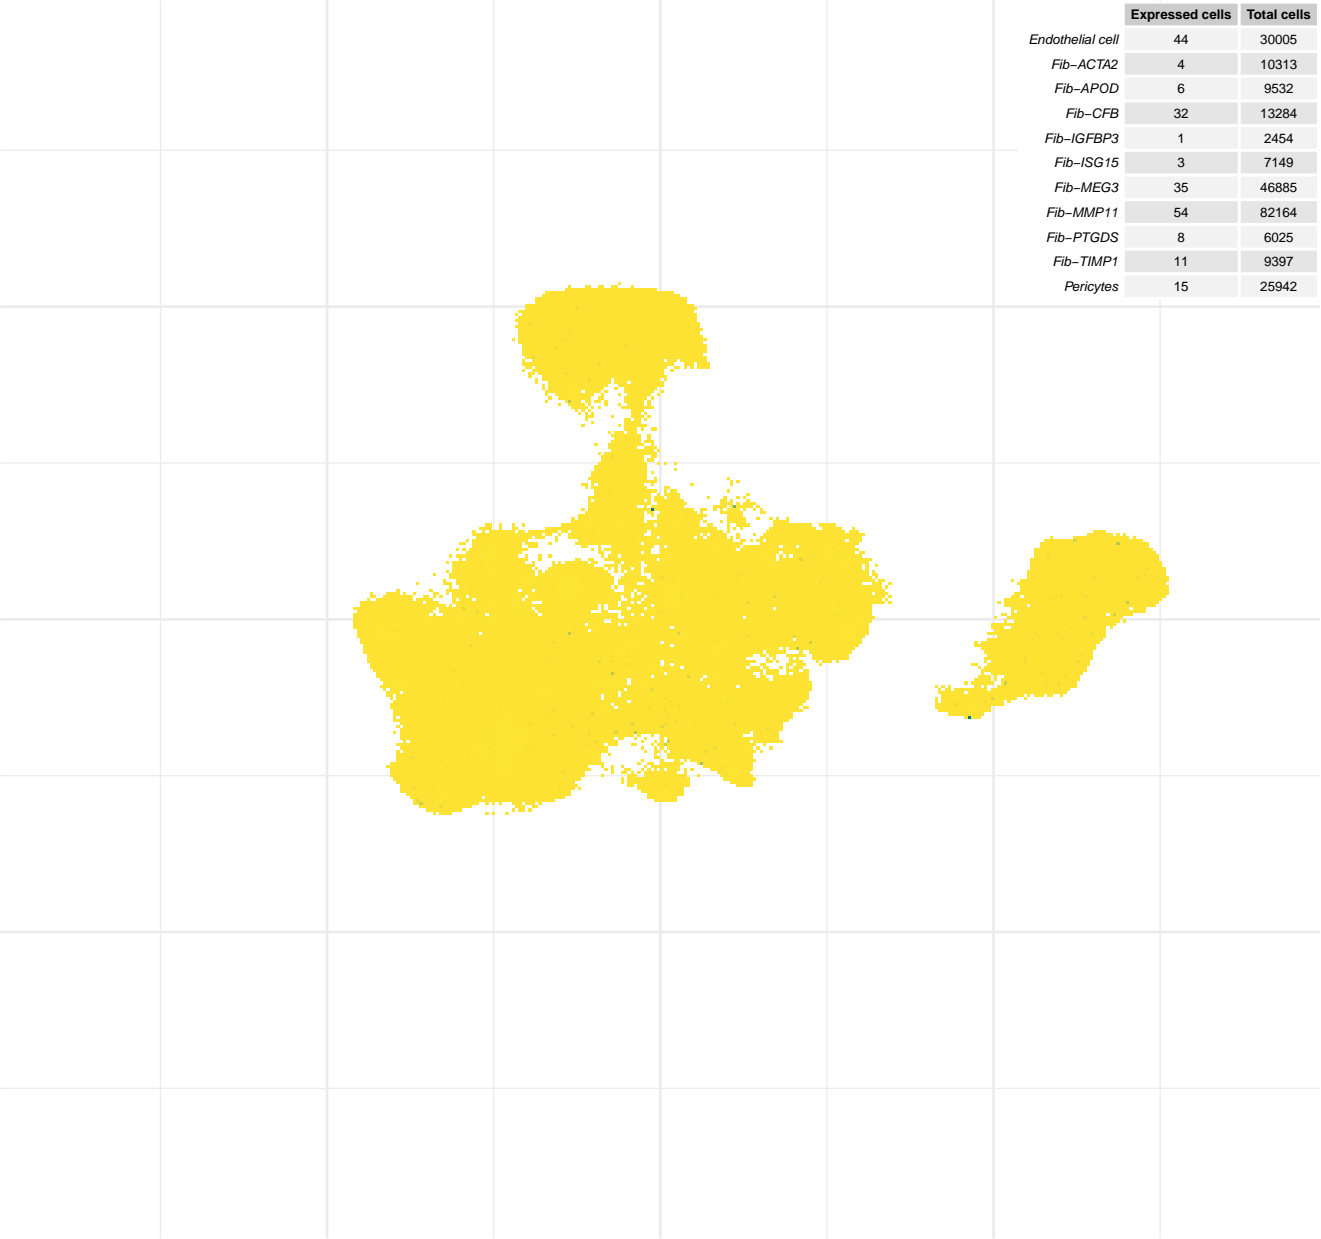 Expressed cells Total cells
Endothelial cell 44 30005
Fib−ACTA2 4 10313
Fib−APOD 6 9532
Fib−CFB 32 13284
Fib−IGFBP3 1 2454
Fib−ISG15 3 7149
Fib−MEG3 35 46885
Fib−MMP11 54 82164
Fib−PTGDS 8 6025
Fib−TIMP1 11 9397
Pericytes 15 25942